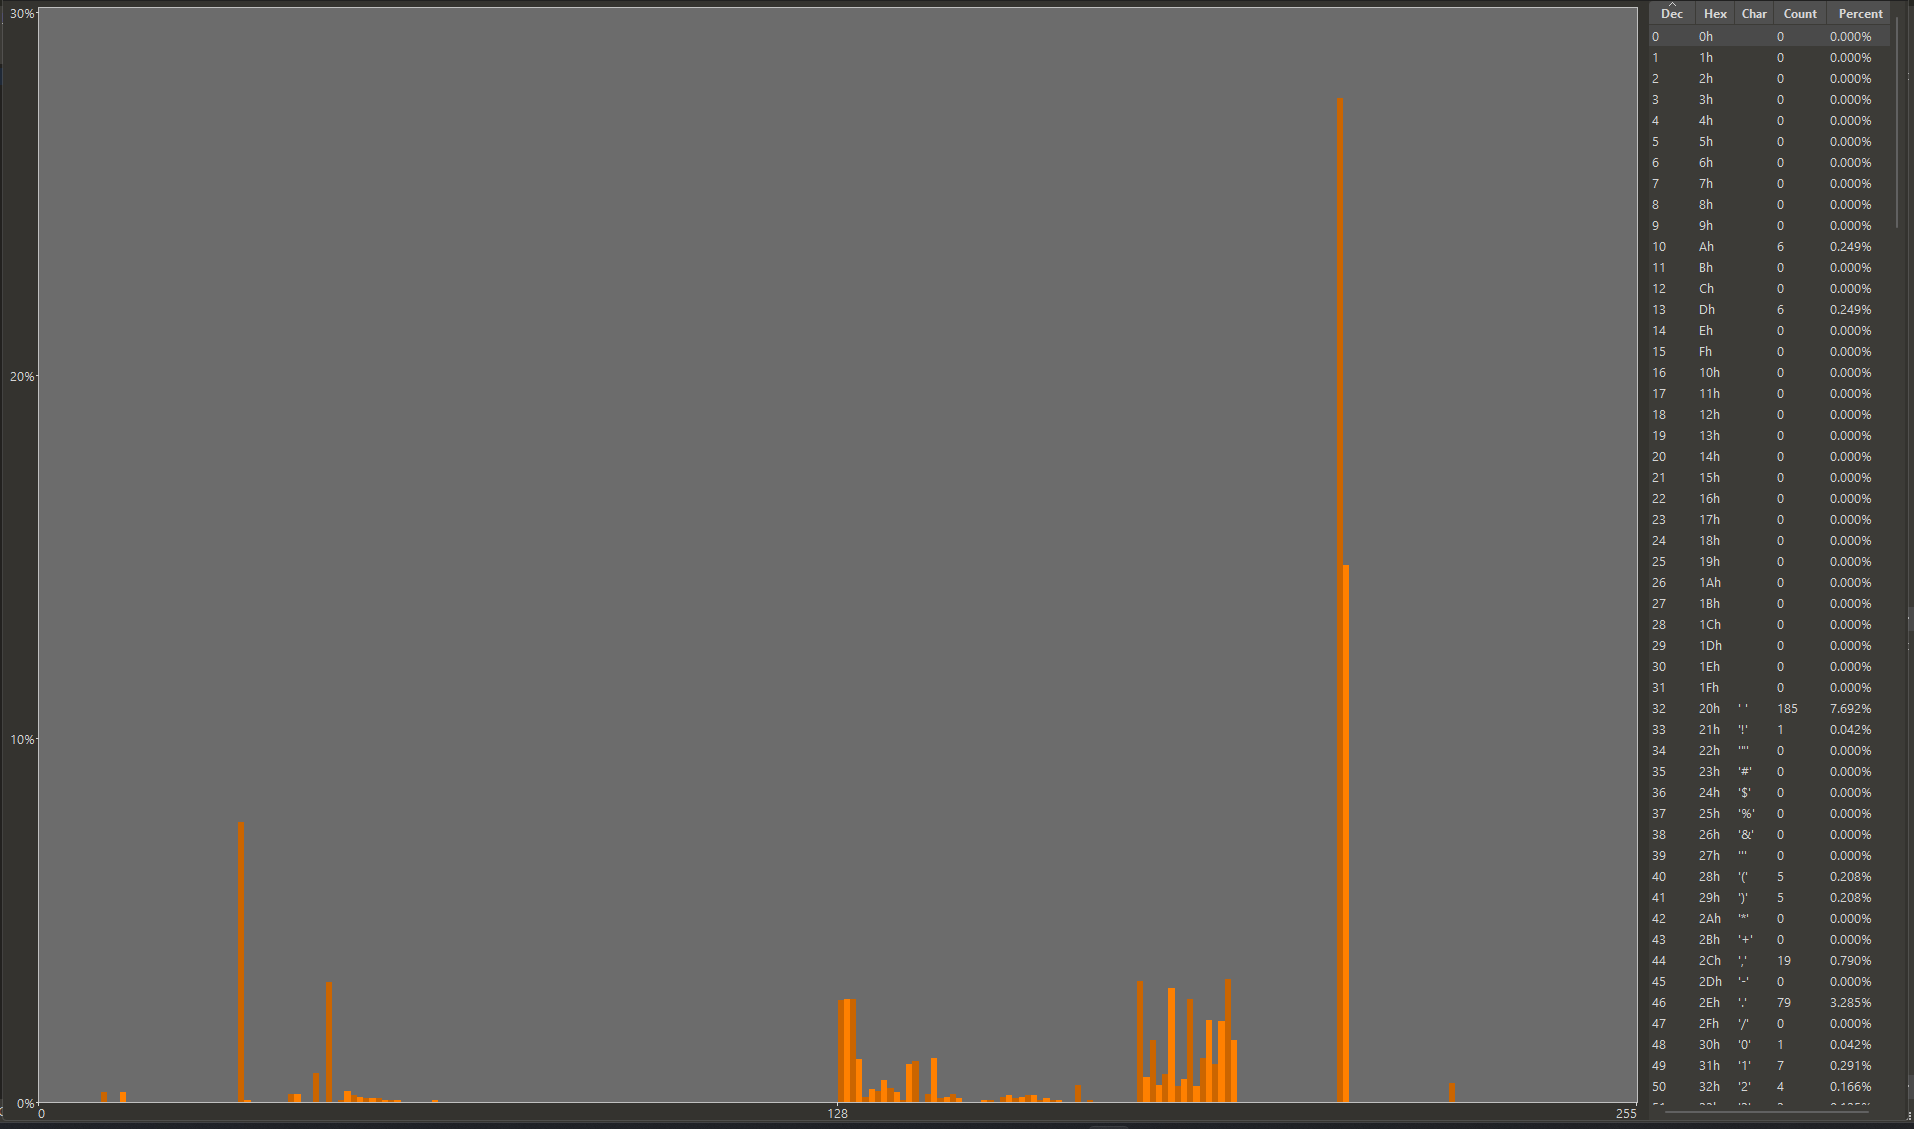 30%
20%
10%
0%
0 128 255
Dec Hex Char Count Percent
0 0h 0 0.000%
1 1h 0 0.000%
2 2h 0 0.000%
3 3h 0 0.000%
4 4h 0 0.000%
5 5h 0 0.000%
6 6h 0 0.000%
7 7h 0 0.000%
8 8h 0 0.000%
9 9h 0 0.000%
10 Ah 6 0.249%
11 Bh 0 0.000%
12 Ch 0 0.000%
13 Dh 6 0.249%
14 Eh 0 0.000%
15 Fh 0 0.000%
16 10h 0 0.000%
17 11h 0 0.000%
18 12h 0 0.000%
19 13h 0 0.000%
20 14h 0 0.000%
21 15h 0 0.000%
22 16h 0 0.000%
23 17h 0 0.000%
24 18h 0 0.000%
25 19h 0 0.000%
26 1Ah 0 0.000%
27 1Bh 0 0.000%
28 1Ch 0 0.000%
29 1Dh 0 0.000%
30 1Eh 0 0.000%
31 1Fh 0 0.000%
32 20h ' ' 185 7.692%
33 21h '!' 1 0.042%
34 22h '"' 0 0.000%
35 23h '#' 0 0.000%
36 24h '$' 0 0.000%
37 25h '%' 0 0.000%
38 26h '&' 0 0.000%
39 27h ''' 0 0.000%
40 28h '(' 5 0.208%
41 29h ')' 5 0.208%
42 2Ah '*' 0 0.000%
43 2Bh '+' 0 0.000%
44 2Ch ',' 19 0.790%
45 2Dh '-' 0 0.000%
46 2Eh '.' 79 3.285%
47 2Fh '/' 0 0.000%
48 30h '0' 1 0.042%
49 31h '1' 7 0.291%
50 32h '2' 4 0.166%